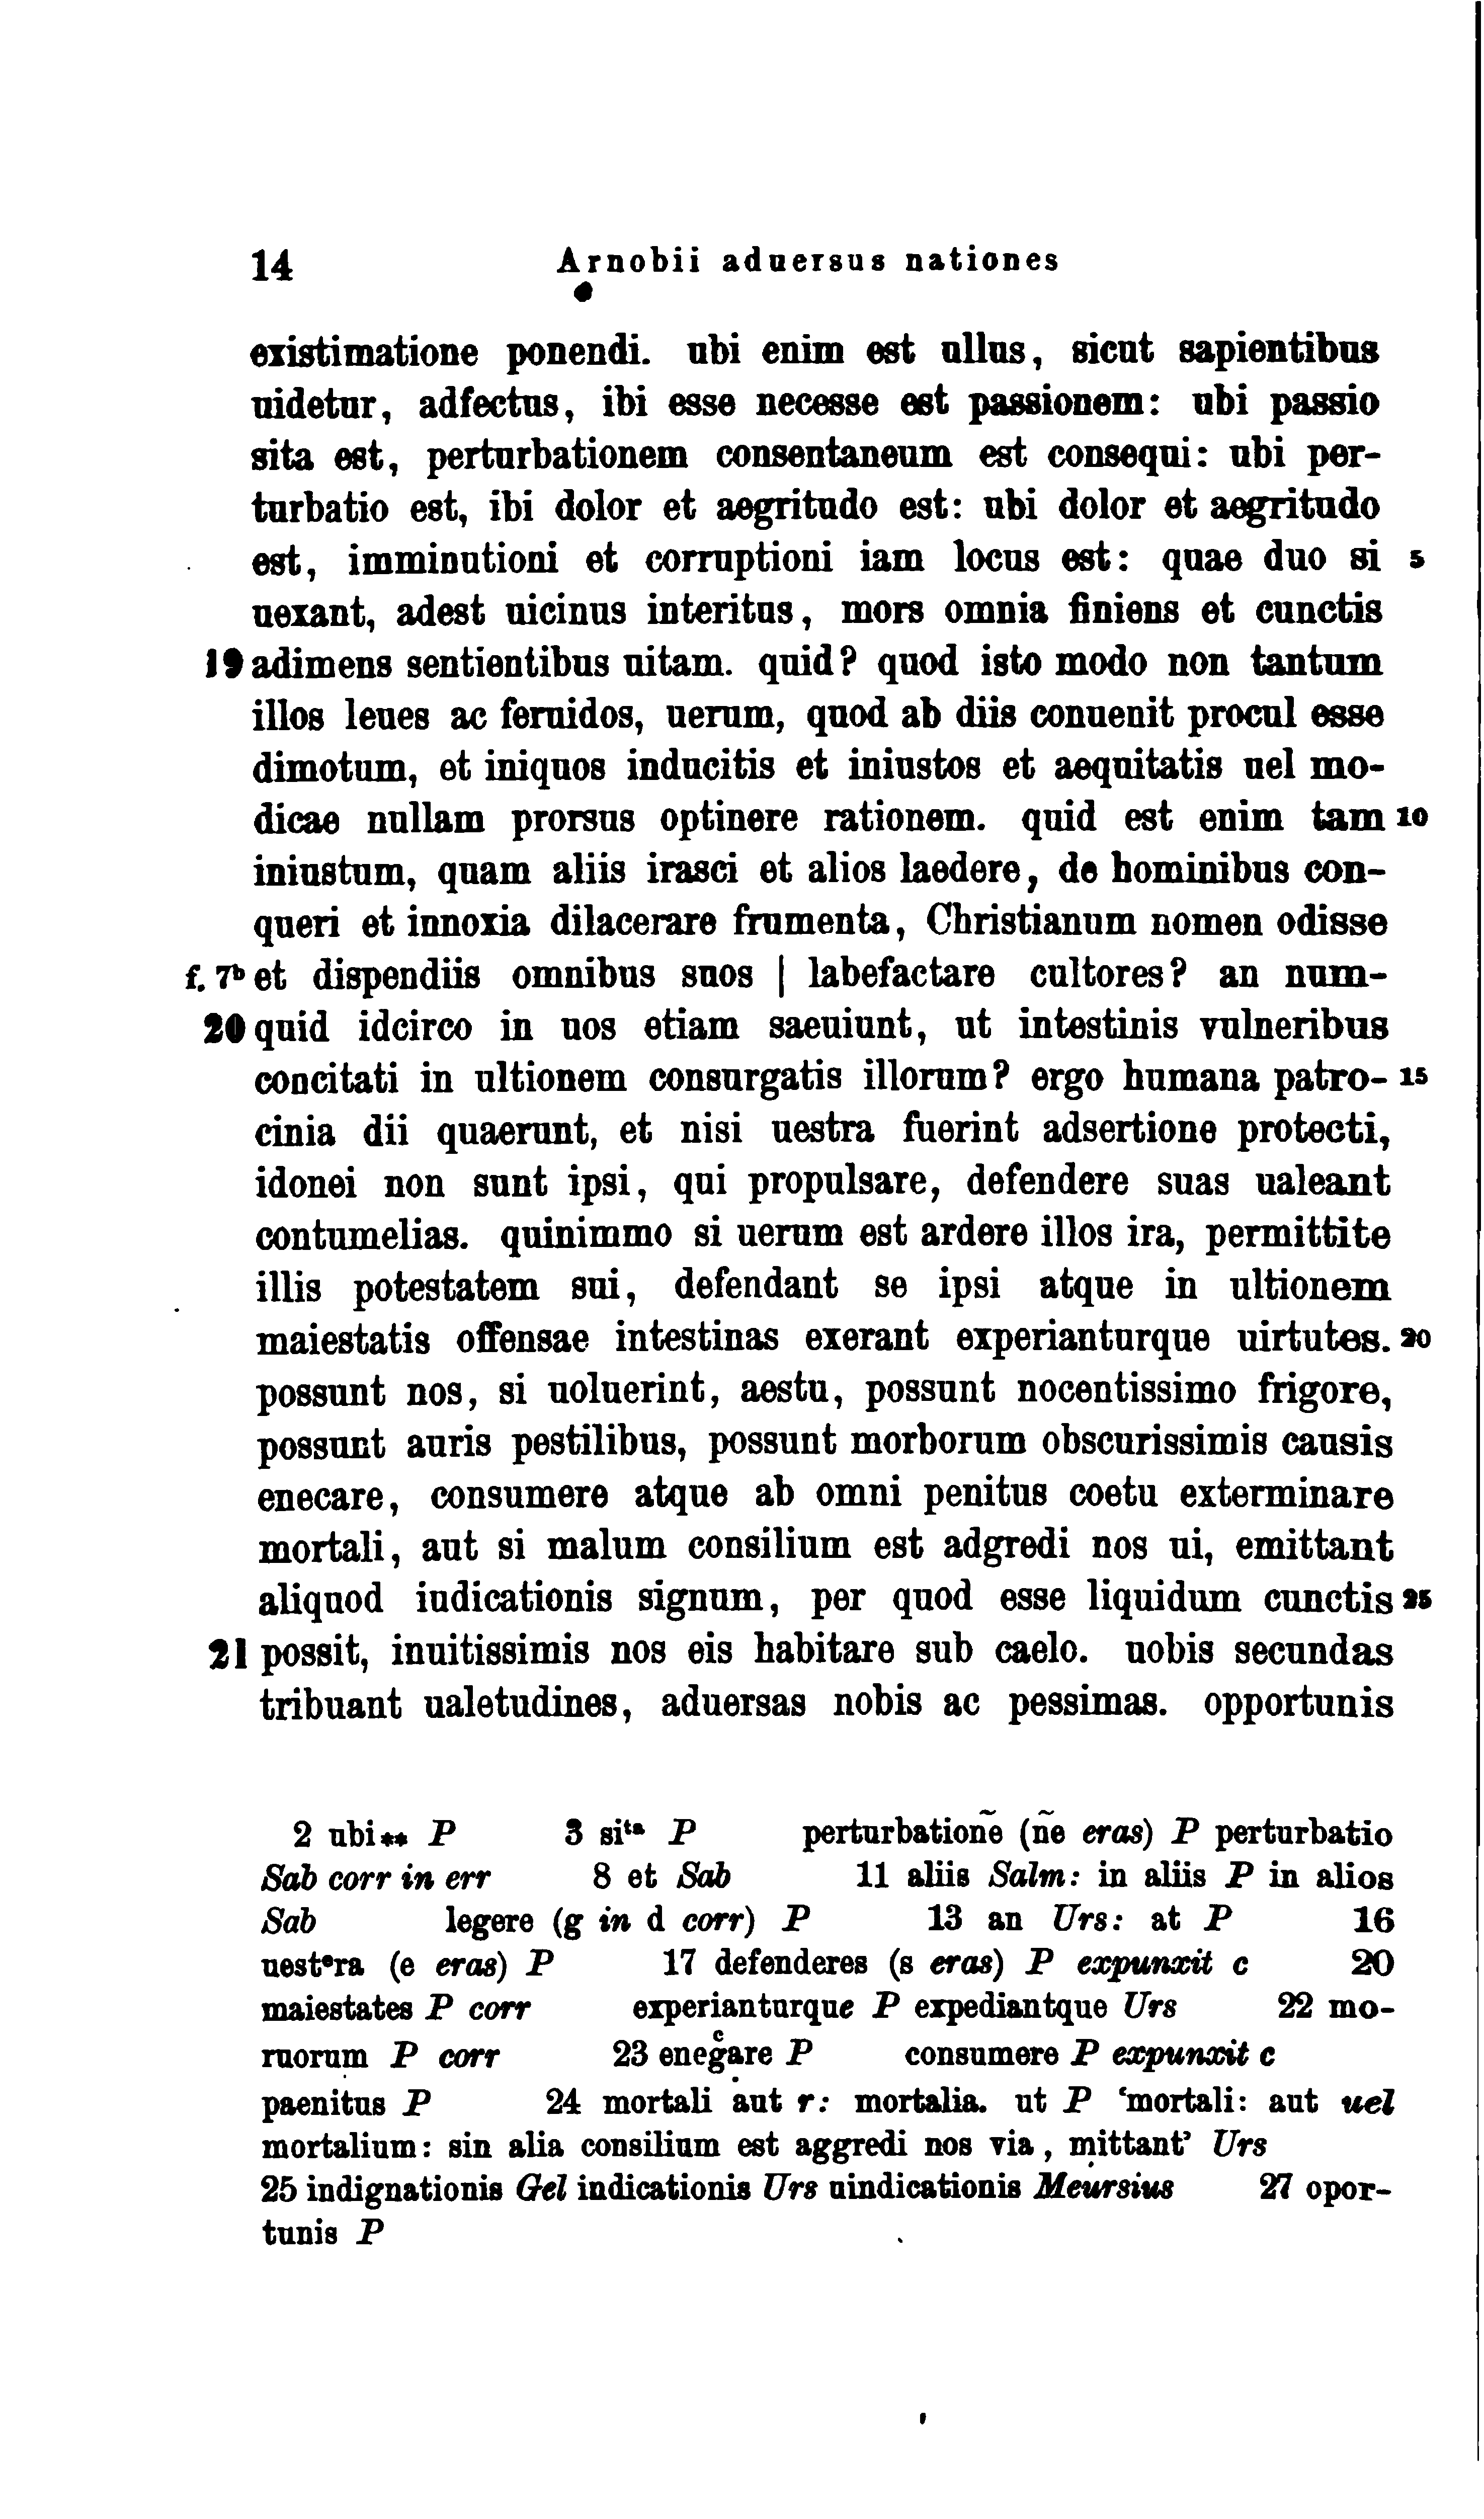 14 Arnobii aduersus nationes
existimatione ponendi. ubi enim est ullus, sicut sapientibus
uidetur, adfectus, ibi esse necesse est passionem: ubi passio
sita est, perturbationem consentaneum est consequi: ubi per-
turbatio est, ibi dolor et aegritudo est: ubi dolor et aegritudo
est, imminutioni et corruptioni iam locus est: quae duo si 5
uexant, adest uicinus interitus, mors omnia finiens et cunctis
19 adimens sentientibus uitam. quid? quod isto modo non tantum
illos leues ac feruidos, uerum, quod ab diis conuenit procul esse
dimotum, et iniquos inducitis et iniustos et aequitatis uel mo-
dicae nullam prorsus optinere rationem. quid est enim tam 10
iniustum, quam aliis irasci et alios laedere, de hominibus con-
queri et innoxia dilacerare frumenta, Christianum nomen odisse
f. 7b et dispendiis omnibus suos | labefactare cultores? an num-
20 quid idcirco in uos etiam saeuiunt, ut intestinis vulneribus
concitati in ultionem consurgatis illorum? ergo humana patro- 15
cinia dii quaerunt, et nisi uestra fuerint adsertione protecti,
idonei non sunt ipsi, qui propulsare, defendere suas ualeant
contumelias. quinimmo si uerum est ardere illos ira, permittite
illis potestatem sui, defendant se ipsi atque in ultionem
maiestatis offensae intestinas exerant experianturque uirtutes. 20
possunt nos, si uoluerint, aestu, possunt nocentissimo frigore,
possunt auris pestilibus, possunt morborum obscurissimis causis
enecare, consumere atque ab omni penitus coetu exterminare
mortali, aut si malum consilium est adgredi nos ui, emittant
aliquod iudicationis signum, per quod esse liquidum cunctis 25
21 possit, inuitissimis nos eis habitare sub caelo. uobis secundas
tribuant ualetudines, aduersas nobis ac pessimas. opportunis
2 ubi** P 3 sita P perturbatioñe (ñe eras) P perturbatio
Sab corr in err 8 et Sab 11 aliis Salm: in aliis P in alios
Sab legere (g in d corr) P 13 an Urs: at P 16
uestera (e eras) P 17 defenderes (s eras) P expunxit c 20
maiestates P corr experianturque P expediantque Urs 22 mo-
ruorum P corr 23 enegcare P consumere P expunxit c
paenitus P 24 mortali aut r: mortalia. ut P ‘mortali: aut uel
mortalium: sin alia consilium est aggredi nos via, mittant’ Urs
25 indignationis Gel indicationis Urs uindicationis Meursius 27 opor-
tunis P